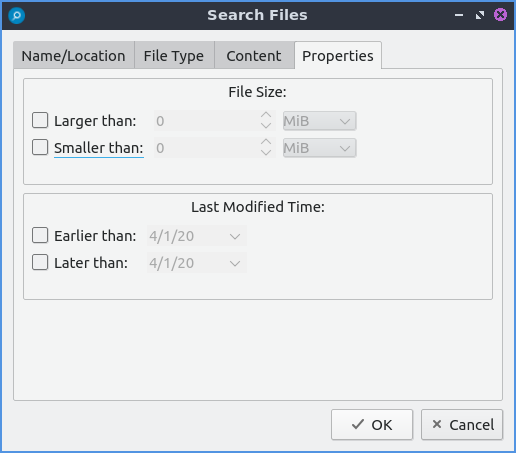 Search Files
Name/Location File Type Content Properties
File Size:
Larger than: 0 MiB
Smaller than: 0 MiB
Last Modified Time:
Earlier than: 4/1/20
Later than: 4/1/20
OK Cancel